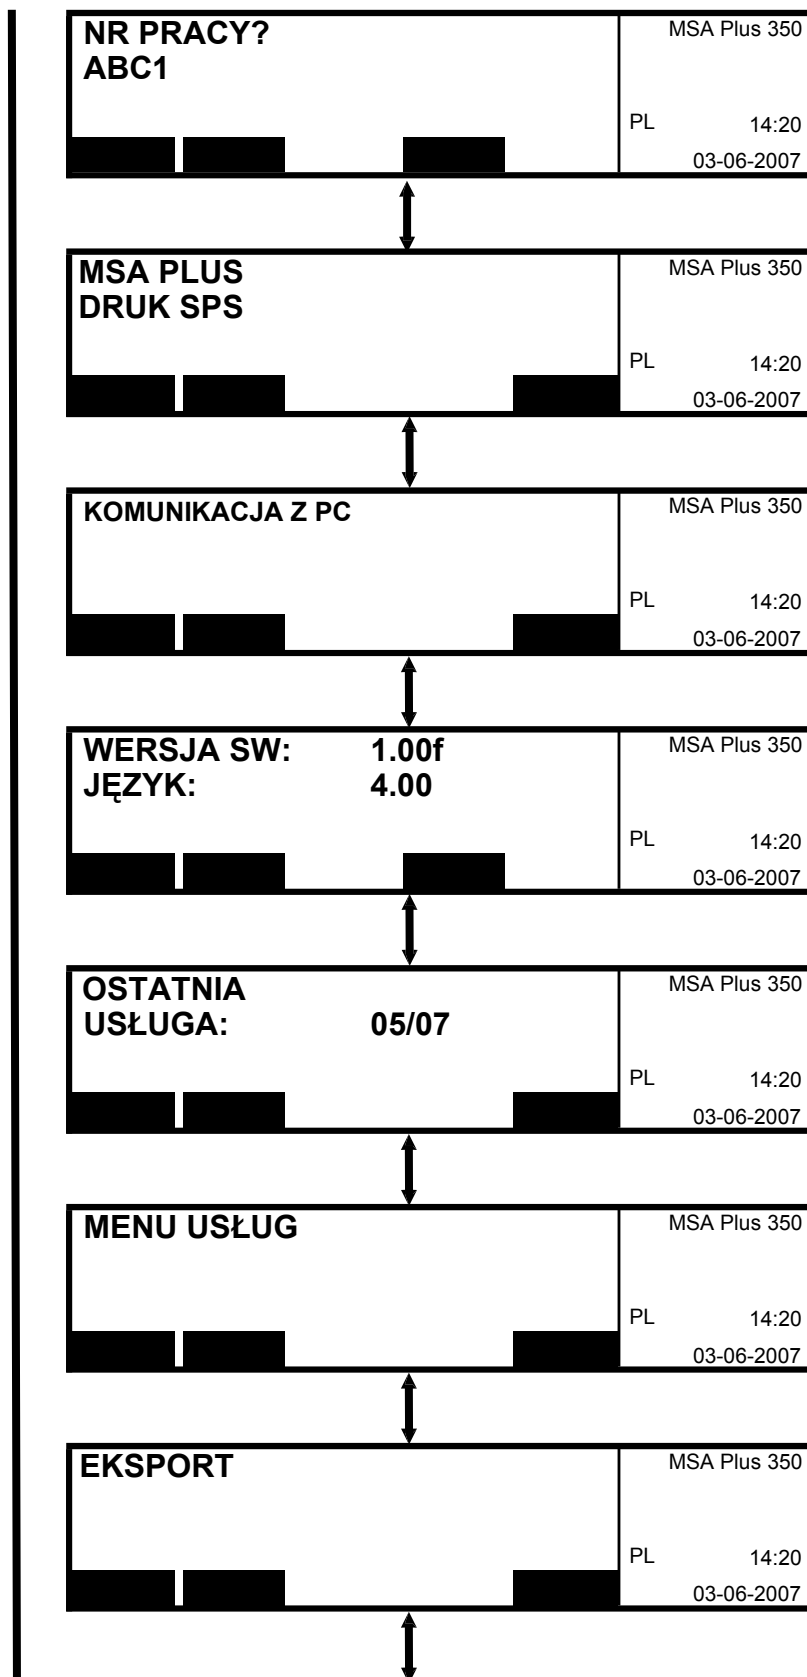 NR PRACY? MSA Plus 350
ABC1
PL 14:20
03-06-2007
MSA PLUS MSA Plus 350
DRUK SPS
PL 14:20
03-06-2007
KOMUNIKACJA Z PC MSA Plus 350
PL 14:20
03-06-2007
WERSJA SW: 1.00f MSA Plus 350
JĘZYK: 4.00
PL 14:20
03-06-2007
OSTATNIA MSA Plus 350
USŁUGA: 05/07
PL 14:20
03-06-2007
MENU USŁUG MSA Plus 350
PL 14:20
03-06-2007
EKSPORT MSA Plus 350
PL 14:20
03-06-2007